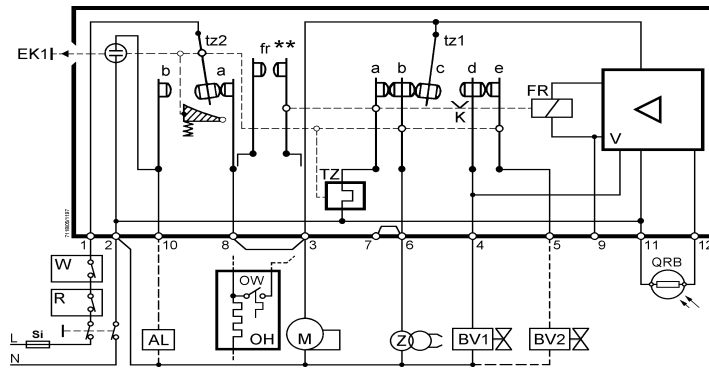 tz2 fr ** tz1
EK1 b a a b c d e FR
K
V
TZ
1 2 10 8 3 7 6 4 5 9 11 12
W
R
OW
QRB
L si
AL OH M Z BV1 BV2
N